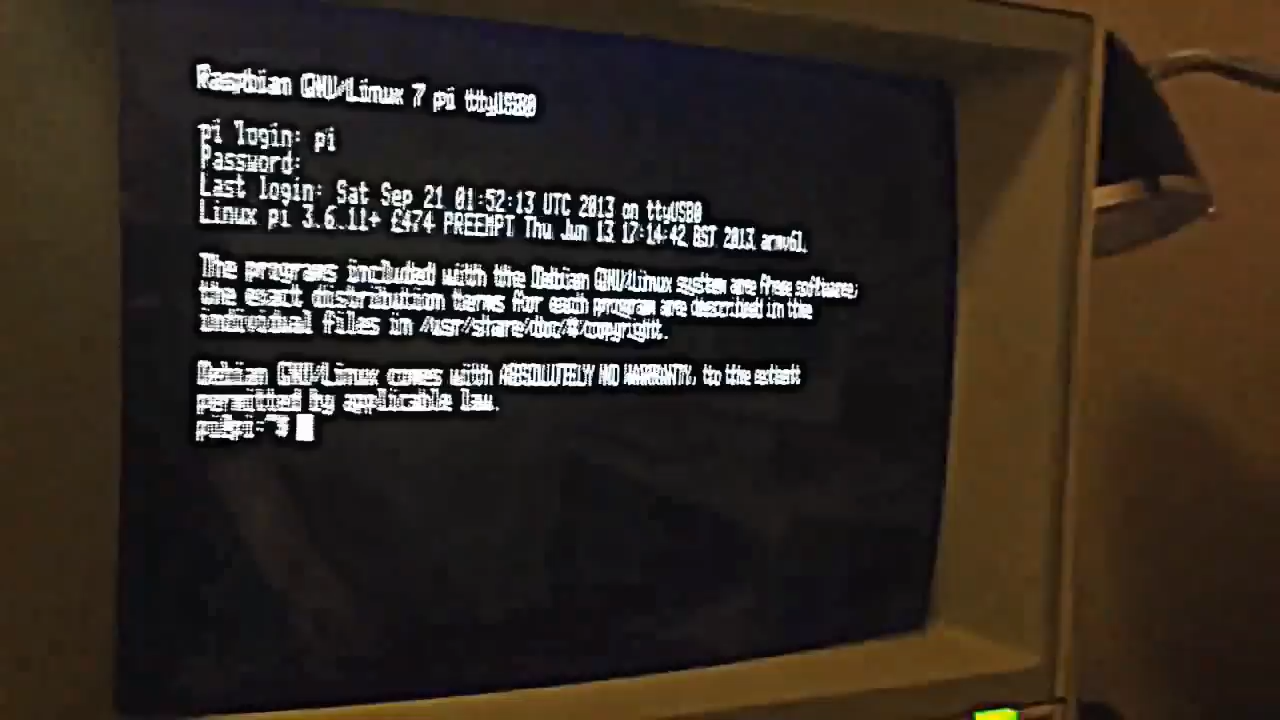 Raspbian GNU/Linux 7 pi ttyUSB0
pi login: pi
Password:
Last login: Sat Sep 21 01:52:13 UTC 2013 on ttyUSB0
Linux pi 3.6.11+ £474 PREEMPT Thu Jun 13 17:14:42 BST 2013 armv6l
The programs included with the Debian GNU/Linux system are free software;
the exact distribution terms for each program are described in the
individual files in /usr/share/doc/*/copyright.
Debian GNU/Linux comes with ABSOLUTELY NO WARRANTY, to the extent
permitted by applicable law.
pi@pi:~$